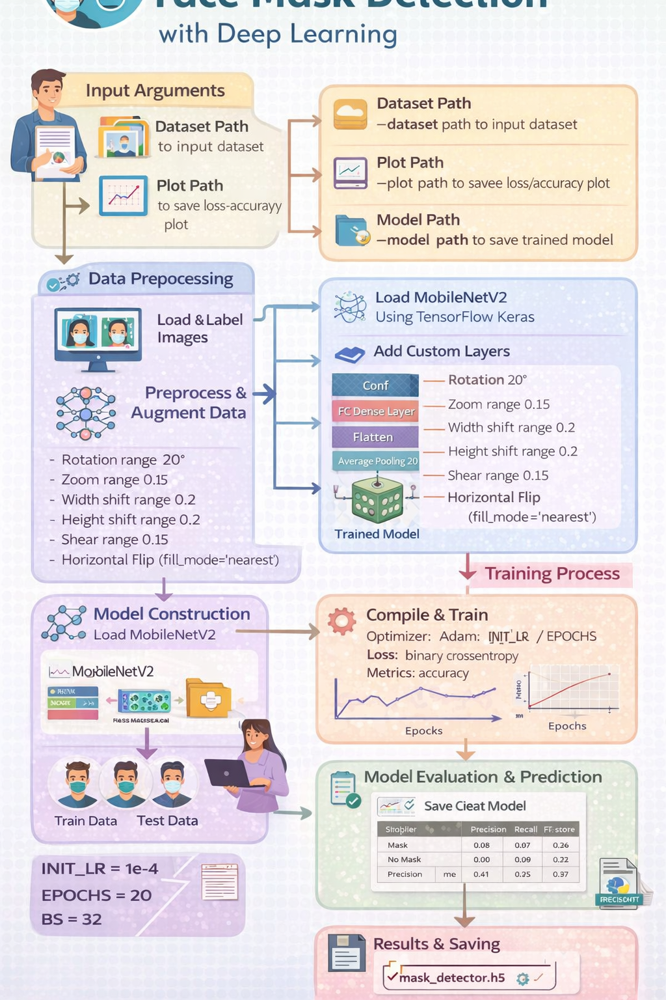 Face Mask Detection
with Deep Learning
Input Arguments
Dataset Path
to input dataset
Plot Path
to save loss-accurayy
plot
Dataset Path
–dataset path to input dataset
Plot Path
–plot path to savee loss/accuracy plot
Model Path
–model path to save trained model
Data Prepocessing
Load & Label
Images
Preprocess &
Augment Data
- Rotation range 20°
- Zoom range 0.15
- Width shift range 0.2
- Height shift range 0.2
- Shear range 0.15
- Horizontal Flip (fill_mode='nearest')
Load MobileNetV2
Using TensorFlow Keras
Add Custom Layers
Conf
FC Dense Layer
Flatten
Average Pooling 20
Trained Model
Rotation 20°
Zoom range 0.15
Width shift range 0.2
Height shift range 0.2
Shear range 0.15
Horizontal Flip
(fill_mode='nearest')
Training Process
Model Construction
Load MobileNetV2
MobileNetV2
Train Data
Test Data
Compile & Train
Optimizer: Adam: INIT_LR / EPOCHS
Loss: binary crossentropy
Metrics: accuracy
Epocks
Epochs
Model Evaluation & Prediction
Save Cieat Model
Precision Recall
Mask 0.08 0.07 0.26
No Mask 0.00 0.09 0.22
Precision me 0.41 0.25 0.97
INIT_LR = 1e-4
EPOCHS = 20
BS = 32
Results & Saving
mask_detector.h5